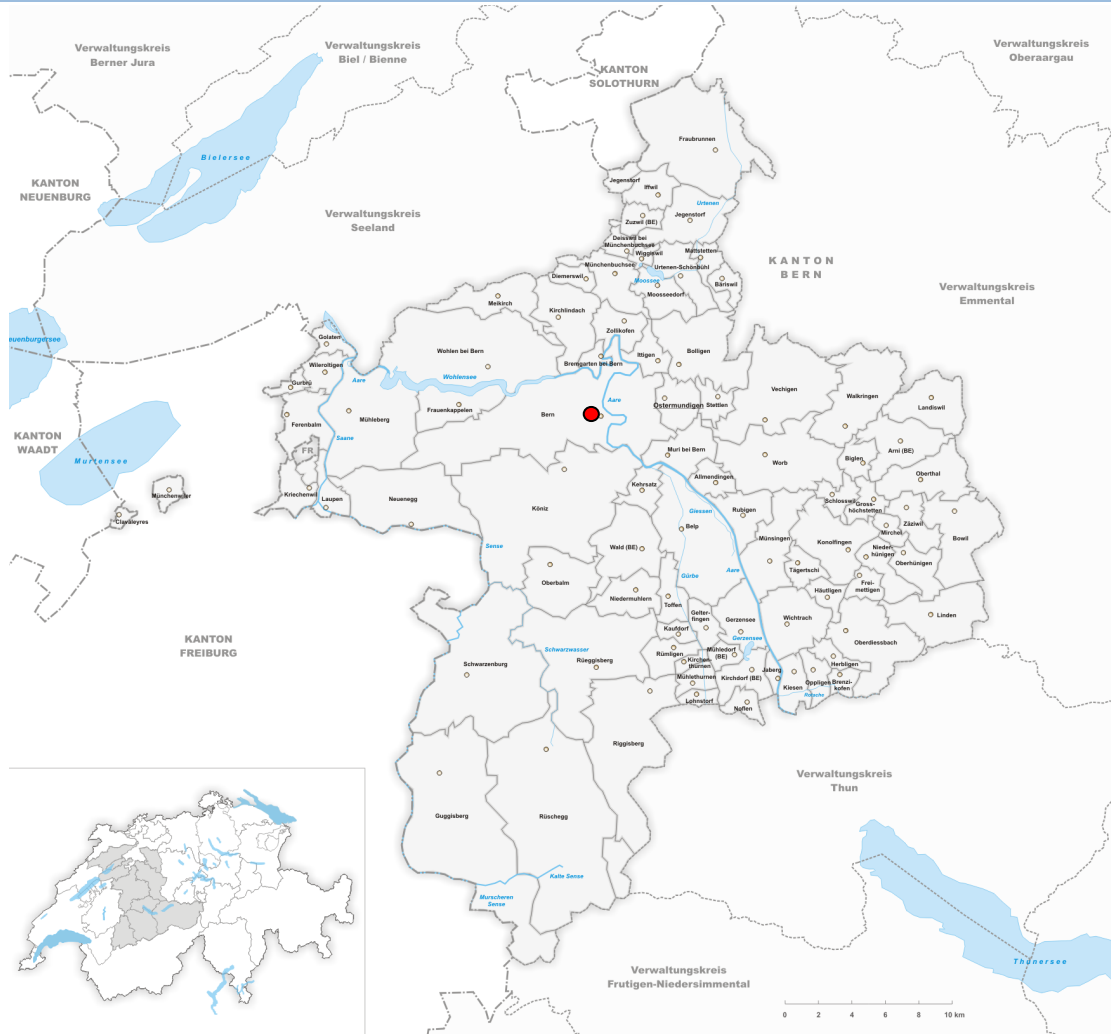 Verwaltungskreis
Berner Jura
Verwaltungskreis
Biel / Bienne
KANTON
SOLOTHURN
Verwaltungskreis
Oberaargau
Bielersee
KANTON
NEUENBURG
Verwaltungskreis
Seeland
Fraubrunnen
Jegenstorf
Iffwil
Urtenen
Zuzwil (BE)
Jegenstorf
Deisswil bei
Münchenbuchsee
Wiggiswil
Mattstetten
Münchenbuchsee
Urtenen-Schönbühl
Diemerswil
Moossee
Moosseedorf
Bäriswil
KANTON
BERN
Verwaltungskreis
Emmental
Meikirch
Kirchlindach
Zollikofen
euenburgersee
Golaten
Wohlen bei Bern
Bremgarten bei Bern
Ittigen
Bolligen
Wileroltigen
Gurbrü
Aare
Wohlensee
Vechigen
Walkringen
Landiswil
Ferenbalm
Mühleberg
Frauenkappelen
Bern
Aare
Ostermundigen
Stettlen
KANTON
WAADT
Murtensee
Saane
FR
Muri bei Bern
Worb
Biglen
Arni (BE)
Oberthal
Münchenwiler
Clavaleyres
Kriechenwil
Laupen
Neuenegg
Köniz
Kehrsatz
Allmendingen
Giessen
Rubigen
Schlosswil
Gross-
höchstetten
Zäziwil
Mirchel
Bowil
Belp
Münsingen
Konolfingen
Nieder-
hünigen
Oberhünigen
Sense
Wald (BE)
Oberbalm
Gürbe
Aare
Tägertschi
Häutligen
Frei-
mettigen
Niedermuhlern
Toffen
Gelter-
fingen
Gerzensee
Gerzensee
Wichtrach
Linden
Oberdiessbach
KANTON
FREIBURG
Kaufdorf
Schwarzwasser
Rümligen
Mühledorf
(BE)
Kirchen-
thurnen
Schwarzenburg
Rüeggisberg
Mühlethurnen
Kirchdorf (BE)
Jaberg
Kiesen
Oppligen
Herbligen
Brenzi-
kofen
Rotache
Lohnstorf
Noflen
Riggisberg
Verwaltungskreis
Thun
Guggisberg
Rüschegg
Kalte Sense
Murscheren
Sense
Thunersee
Verwaltungskreis
Frutigen-Niedersimmental
0 2 4 6 8 10 km